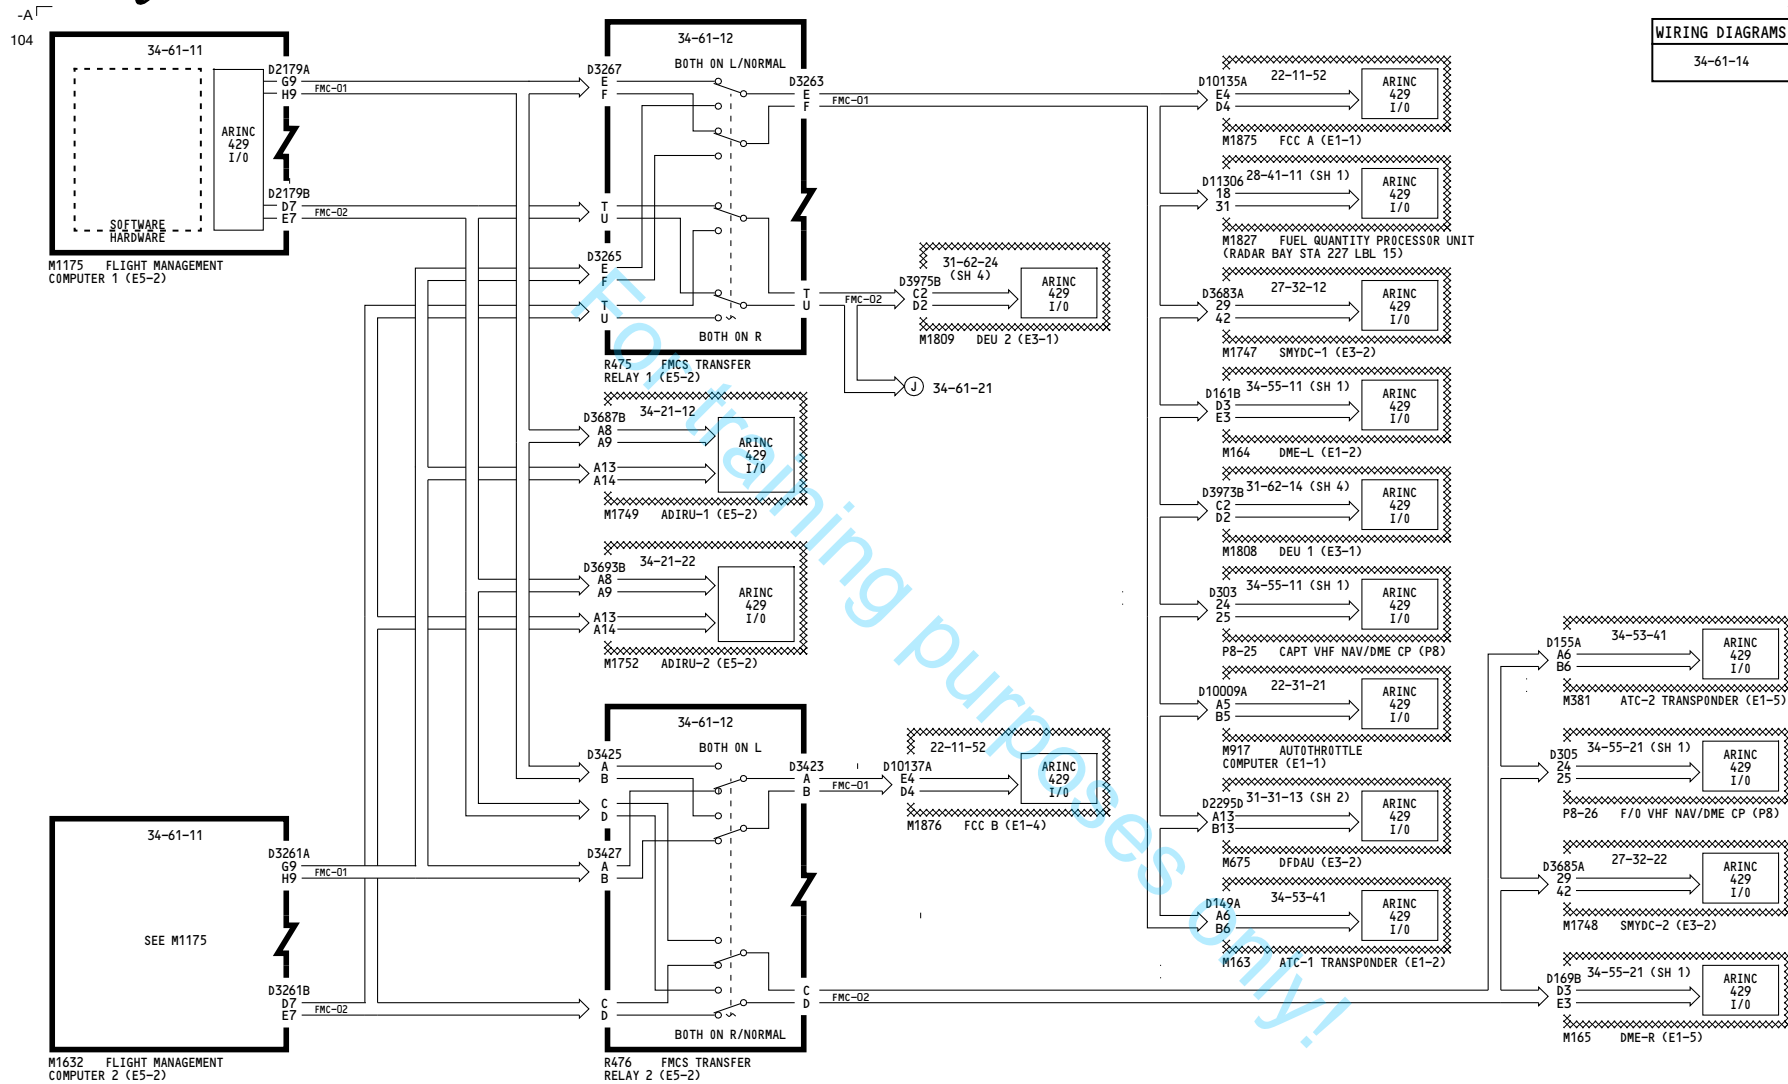 -A
104
WIRING DIAGRAMS
34-61-14
34-61-11
ARINC
429
I/O
SOFTWARE
HARDWARE
D2179A
G9
H9
FMC-01
D2179B
D7
E7
FMC-02
M1175 FLIGHT MANAGEMENT
COMPUTER 1 (E5-2)
34-61-12
BOTH ON L/NORMAL
D3267
E
F
T
U
D3265
E
F
T
U
D3263
E
F
FMC-01
T
U
FMC-02
BOTH ON R
R475 FMCS TRANSFER
RELAY 1 (E5-2)
34-21-12
D3687B
A8
A9
A13
A14
ARINC
429
I/O
M1749 ADIRU-1 (E5-2)
34-21-22
D3693B
A8
A9
A13
A14
ARINC
429
I/O
M1752 ADIRU-2 (E5-2)
31-62-24
(SH 4)
D3975B
C2
D2
ARINC
429
I/O
M1809 DEU 2 (E3-1)
J 34-61-21
34-61-12
BOTH ON L
D3425
A
B
C
D
D3427
A
B
C
D
D3423
A
B
FMC-01
C
D
FMC-02
BOTH ON R/NORMAL
R476 FMCS TRANSFER
RELAY 2 (E5-2)
22-11-52
D10137A
E4
D4
ARINC
429
I/O
M1876 FCC B (E1-4)
34-61-11
SEE M1175
D3261A
G9
H9
FMC-01
D3261B
D7
E7
FMC-02
M1632 FLIGHT MANAGEMENT
COMPUTER 2 (E5-2)
22-11-52
D10135A
E4
D4
ARINC
429
I/O
M1875 FCC A (E1-1)
28-41-11 (SH 1)
D11306
18
31
ARINC
429
I/O
M1827 FUEL QUANTITY PROCESSOR UNIT
(RADAR BAY STA 227 LBL 15)
27-32-12
D3683A
29
42
ARINC
429
I/O
M1747 SMYDC-1 (E3-2)
34-55-11 (SH 1)
D161B
D3
E3
ARINC
429
I/O
M164 DME-L (E1-2)
31-62-14 (SH 4)
D3973B
C2
D2
ARINC
429
I/O
M1808 DEU 1 (E3-1)
34-55-11 (SH 1)
D303
24
25
ARINC
429
I/O
P8-25 CAPT VHF NAV/DME CP (P8)
22-31-21
D10009A
A5
B5
ARINC
429
I/O
M917 AUTOTHROTTLE
COMPUTER (E1-1)
31-31-13 (SH 2)
D2295D
A13
B13
ARINC
429
I/O
M675 DFDAU (E3-2)
34-53-41
D149A
A6
B6
ARINC
429
I/O
M163 ATC-1 TRANSPONDER (E1-2)
34-53-41
D155A
A6
B6
ARINC
429
I/O
M381 ATC-2 TRANSPONDER (E1-5)
34-55-21 (SH 1)
D305
24
25
ARINC
429
I/O
P8-26 F/O VHF NAV/DME CP (P8)
27-32-22
D3685A
29
42
ARINC
429
I/O
M1748 SMYDC-2 (E3-2)
34-55-21 (SH 1)
D169B
D3
E3
ARINC
429
I/O
M165 DME-R (E1-5)
For training purposes only!